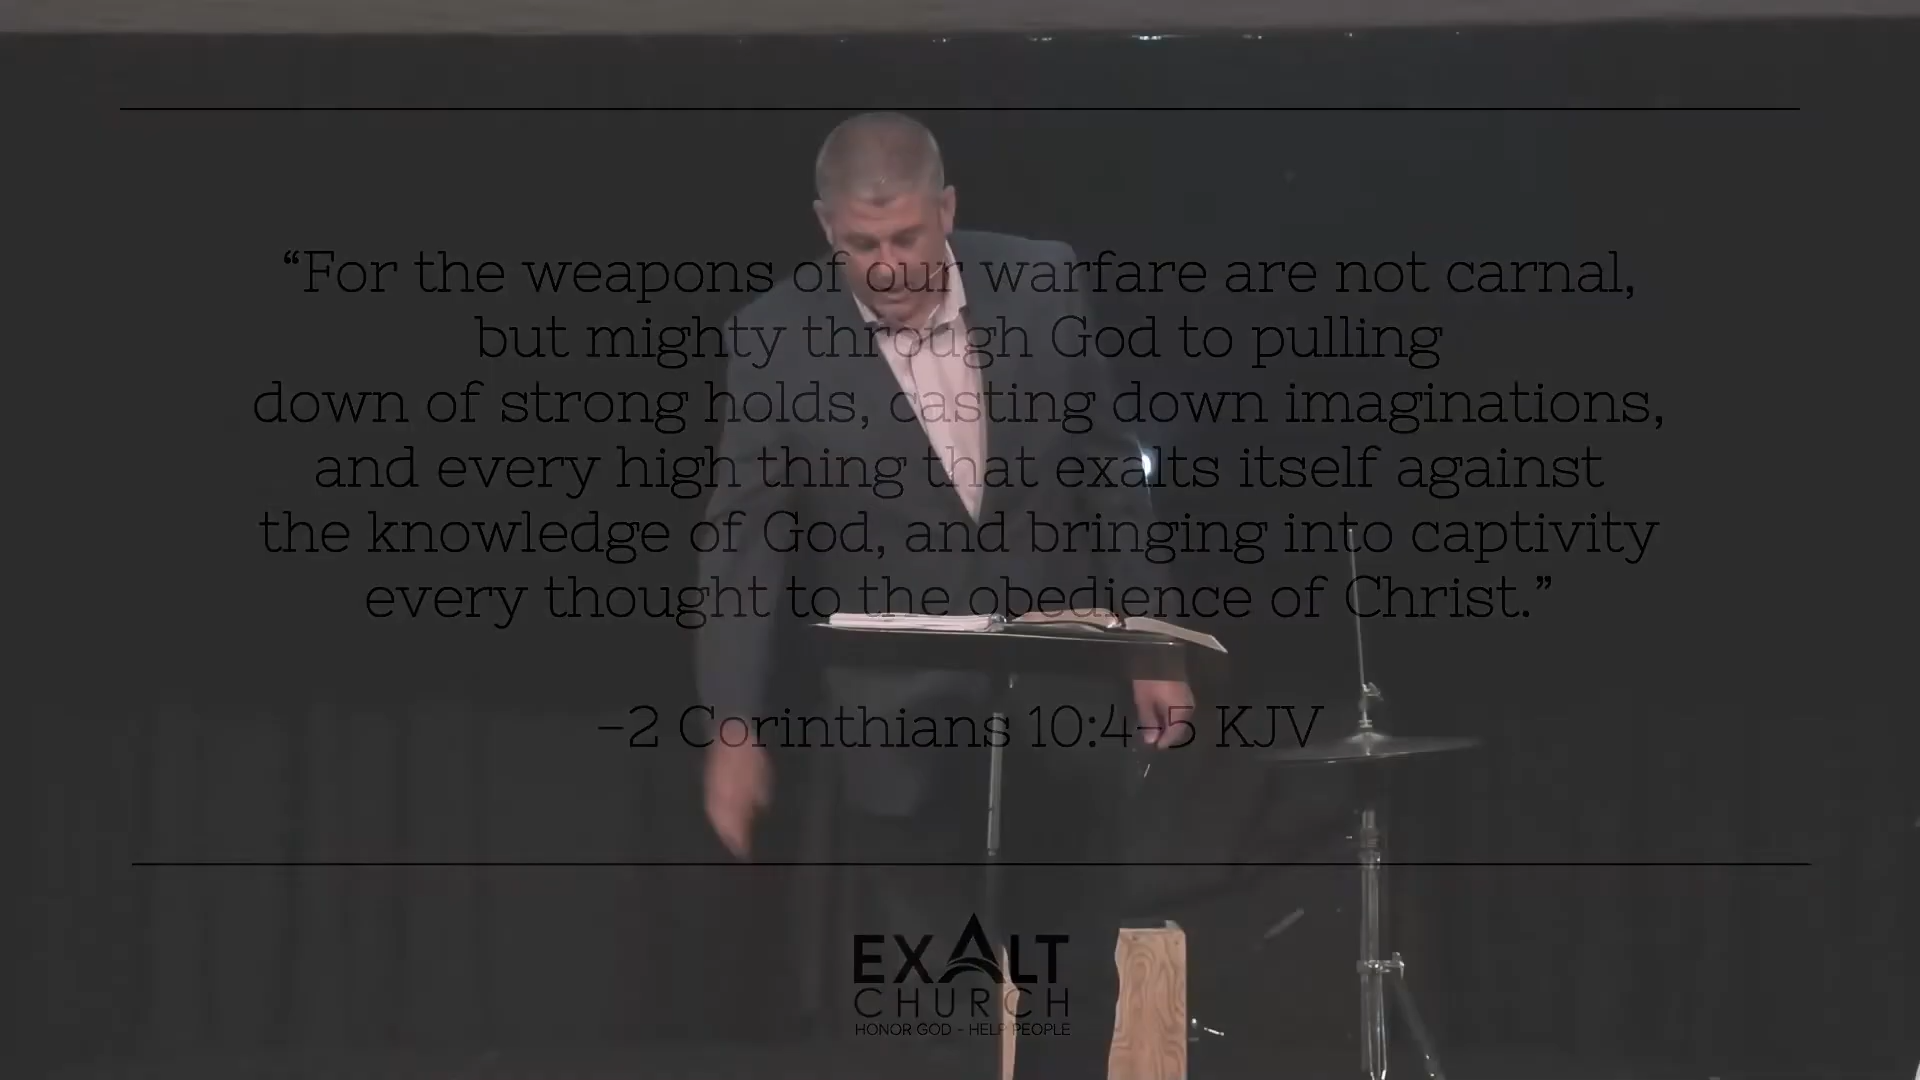 “For the weapons of our warfare are not carnal,
but mighty through God to pulling
down of strong holds, casting down imaginations,
and every high thing that exalts itself against
the knowledge of God, and bringing into captivity
every thought to the obedience of Christ.”
-2 Corinthians 10:4-5 KJV
EXALT
CHURCH
HONOR GOD - HELP PEOPLE